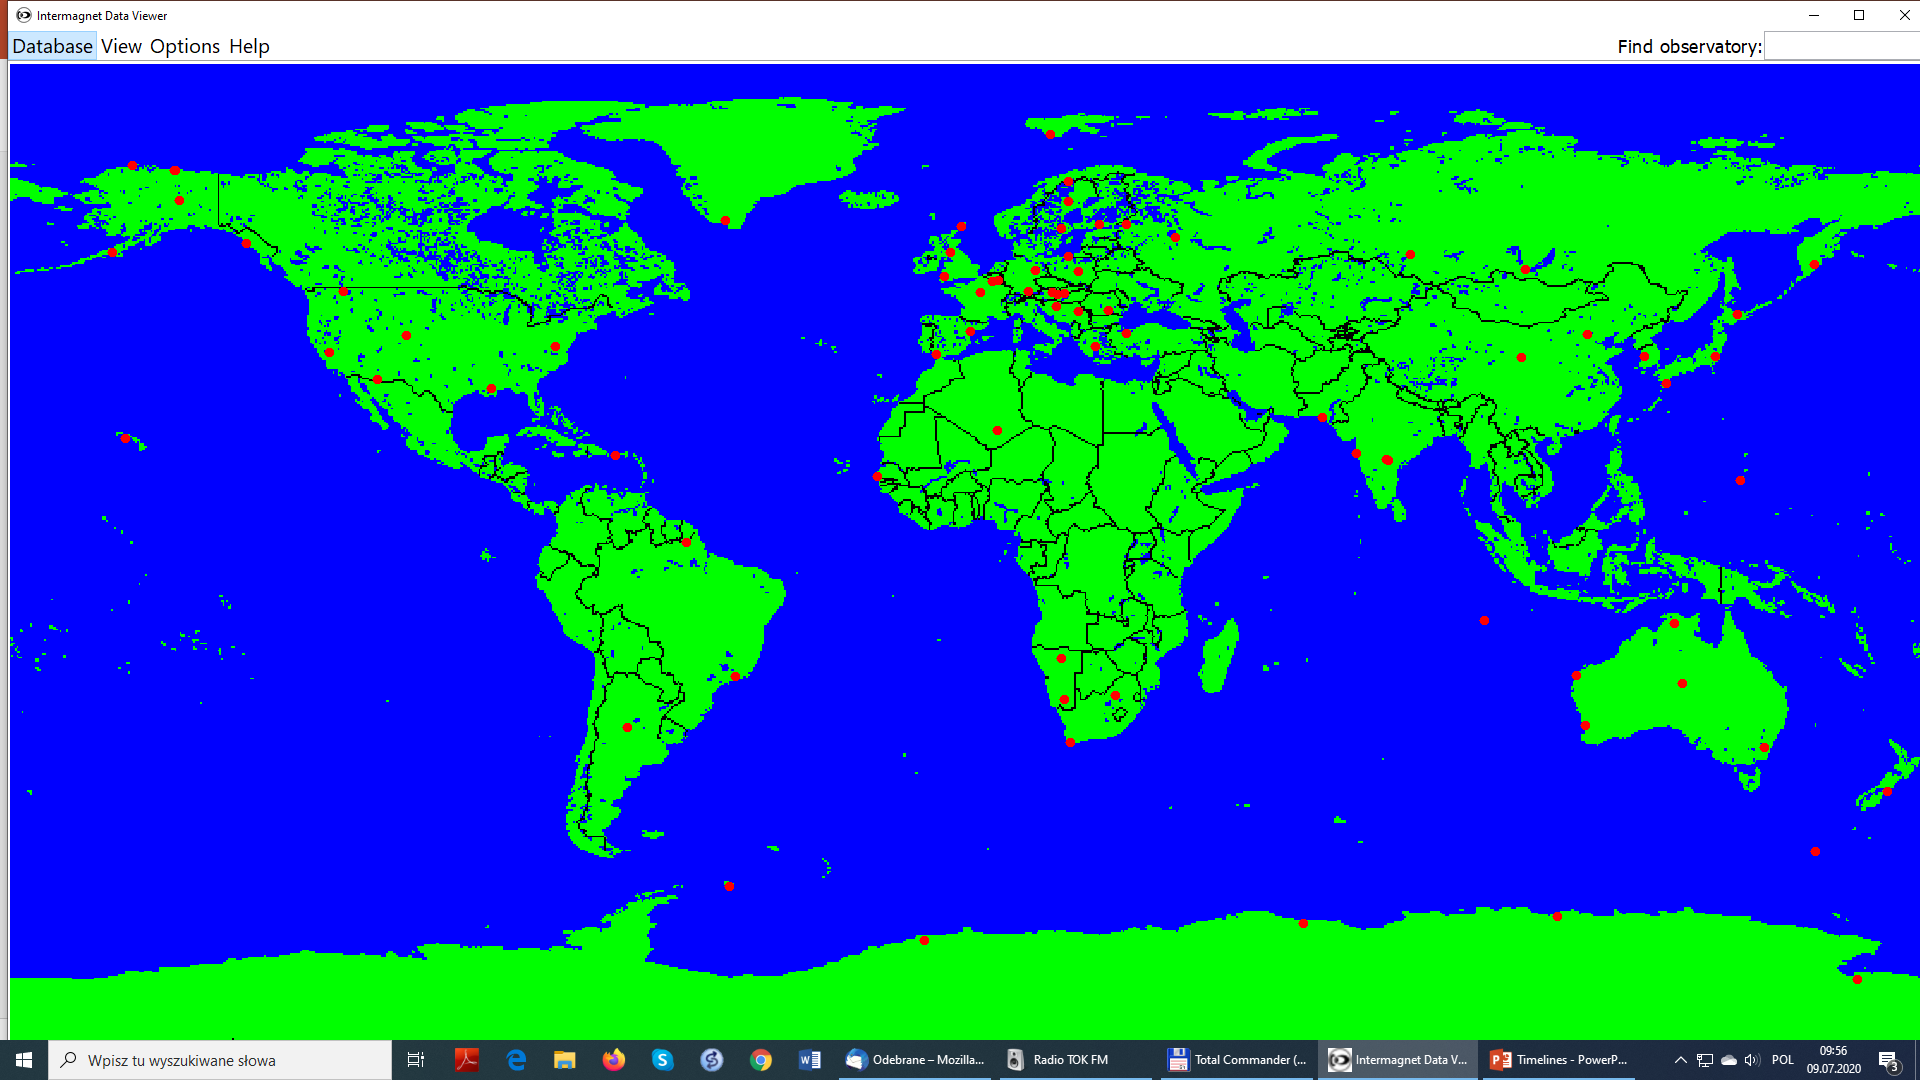 Intermagnet Data Viewer
Database View Options Help
Find observatory:
Wpisz tu wyszukiwane słowa
Odebrane – Mozilla...
Radio TOK FM
Total Commander (...
Intermagnet Data V...
Timelines - PowerP...
POL
09:56
09.07.2020
3